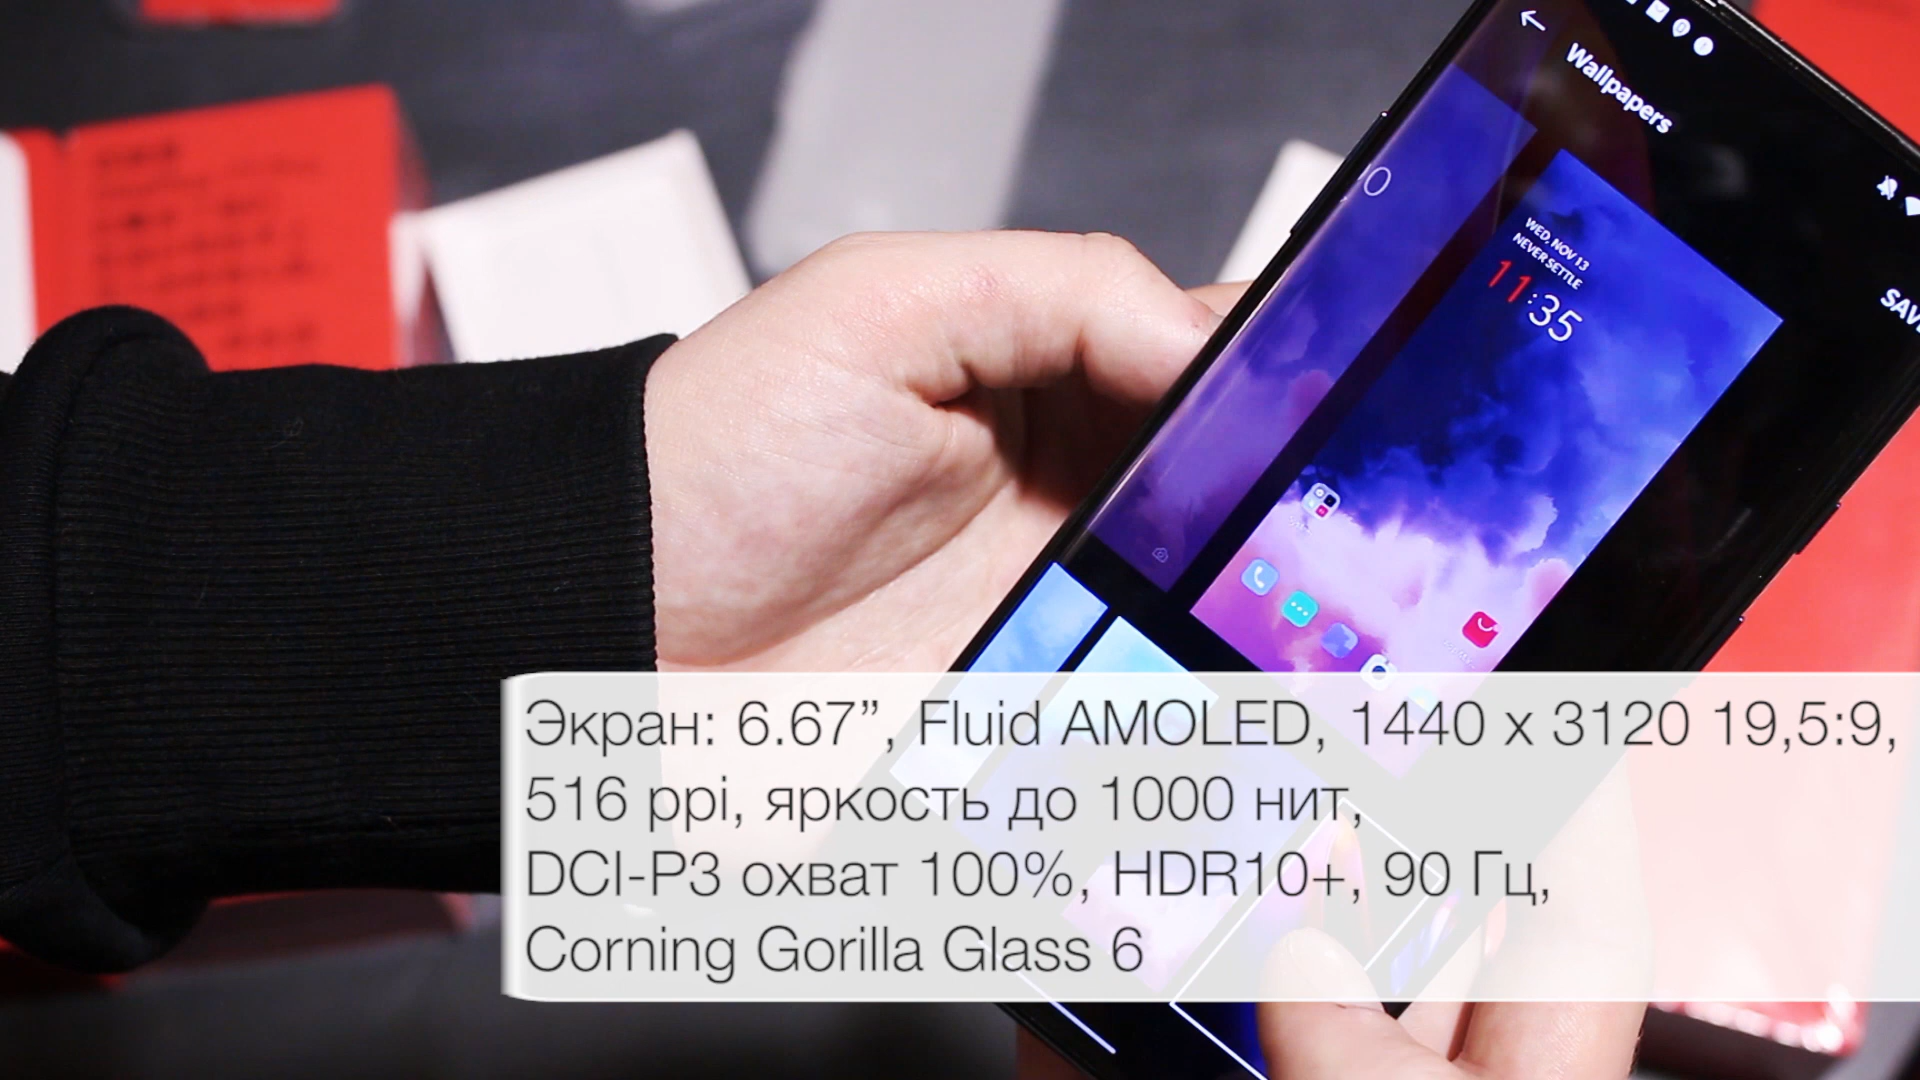 Wallpapers
WED, NOV 13
NEVER SETTLE
11:35
Экран: 6.67”, Fluid AMOLED, 1440 x 3120 19,5:9,
516 ppi, яркость до 1000 нит,
DCI-P3 охват 100%, HDR10+, 90 Гц,
Corning Gorilla Glass 6